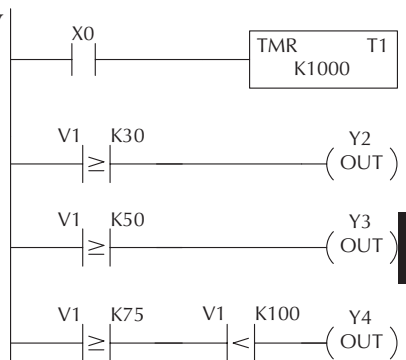 X0
TMR T1
K1000
V1 K30 Y2
≥ OUT
V1 K50 Y3
≥ OUT
V1 K75 V1 K100 Y4
≥ < OUT